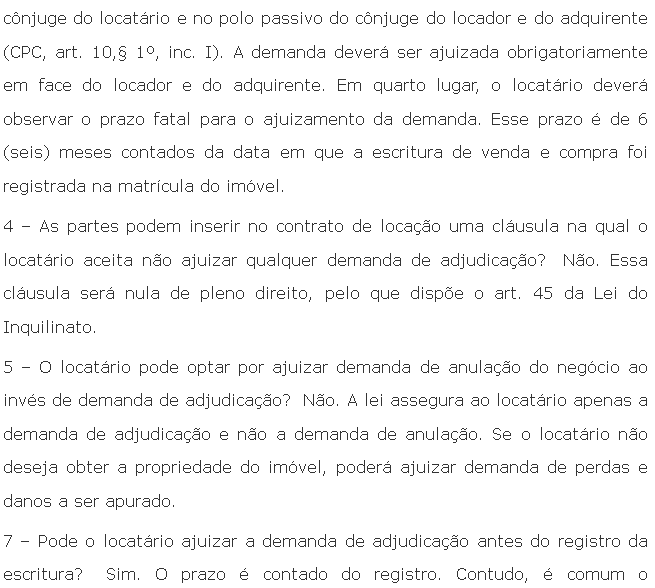 cônjuge do locatário e no polo passivo do cônjuge do locador e do adquirente
(CPC, art. 10,§ 1º, inc. I). A demanda deverá ser ajuizada obrigatoriamente
em face do locador e do adquirente. Em quarto lugar, o locatário deverá
observar o prazo fatal para o ajuizamento da demanda. Esse prazo é de 6
(seis) meses contados da data em que a escritura de venda e compra foi
registrada na matrícula do imóvel.
4 – As partes podem inserir no contrato de locação uma cláusula na qual o
locatário aceita não ajuizar qualquer demanda de adjudicação? Não. Essa
cláusula será nula de pleno direito, pelo que dispõe o art. 45 da Lei do
Inquilinato.
5 – O locatário pode optar por ajuizar demanda de anulação do negócio ao
invés de demanda de adjudicação? Não. A lei assegura ao locatário apenas a
demanda de adjudicação e não a demanda de anulação. Se o locatário não
deseja obter a propriedade do imóvel, poderá ajuizar demanda de perdas e
danos a ser apurado.
7 – Pode o locatário ajuizar a demanda de adjudicação antes do registro da
escritura? Sim. O prazo é contado do registro. Contudo, é comum o